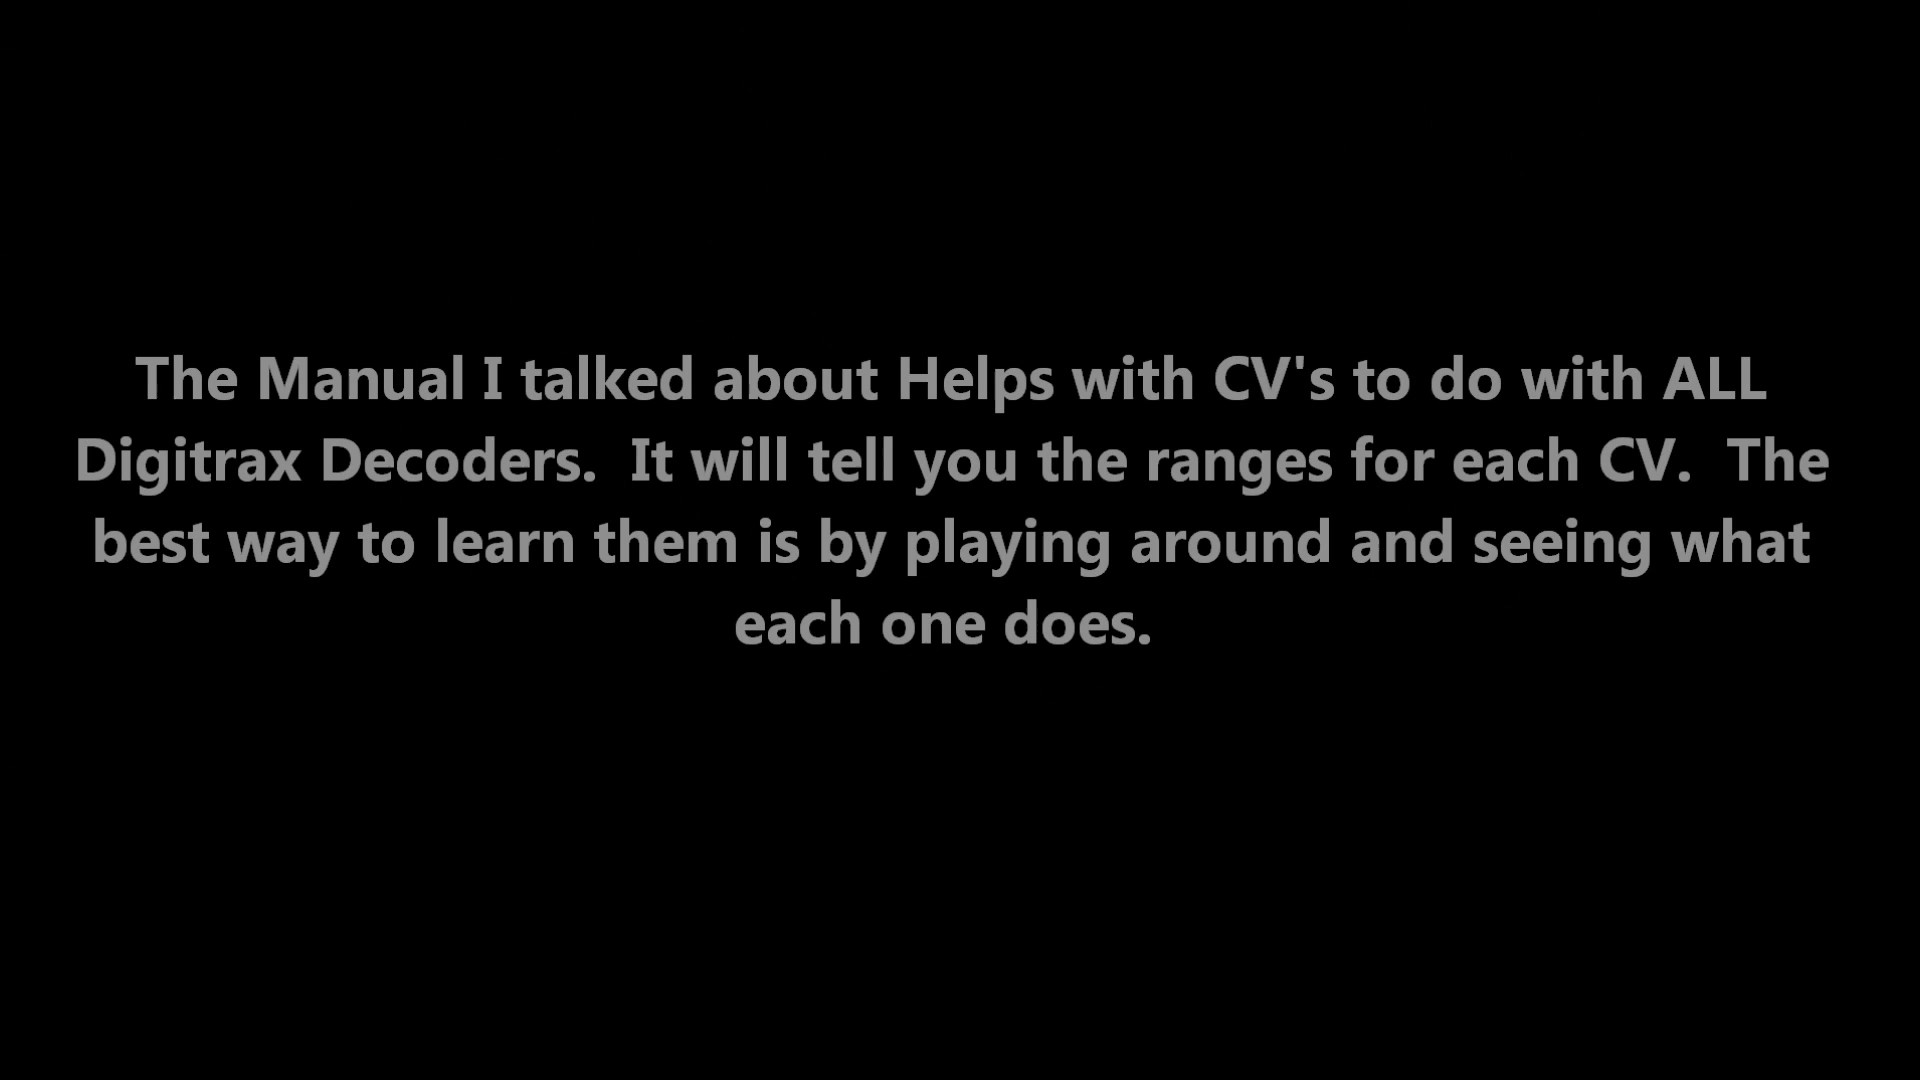 The Manual I talked about Helps with CV's to do with ALL
Digitrax Decoders.  It will tell you the ranges for each CV.  The
best way to learn them is by playing around and seeing what
each one does.